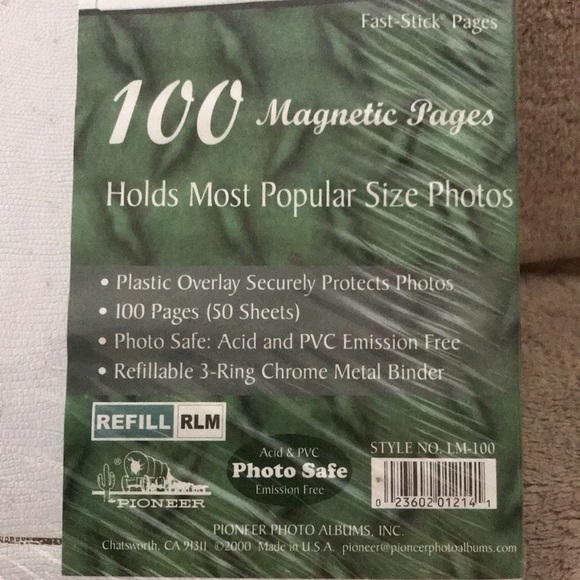 Fast-Stick® Pages
100 Magnetic Pages
Holds Most Popular Size Photos
• Plastic Overlay Securely Protects Photos
• 100 Pages (50 Sheets)
• Photo Safe: Acid and PVC Emission Free
• Refillable 3-Ring Chrome Metal Binder
REFILL RLM
PIONEER
Acid & PVC
Photo Safe
Emission Free
STYLE NO. LM-100
0 23602 01214 1
PIONEER PHOTO ALBUMS, INC.
Chatsworth, CA 91311 ©2000 Made in U.S.A. pioneer@pioneerphotoalbums.com